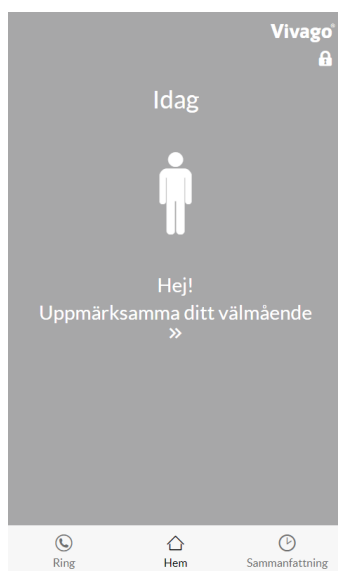 Vivago®
Idag
Hej!
Uppmärksamma ditt välmående
»
Ring
Hem
Sammanfattning